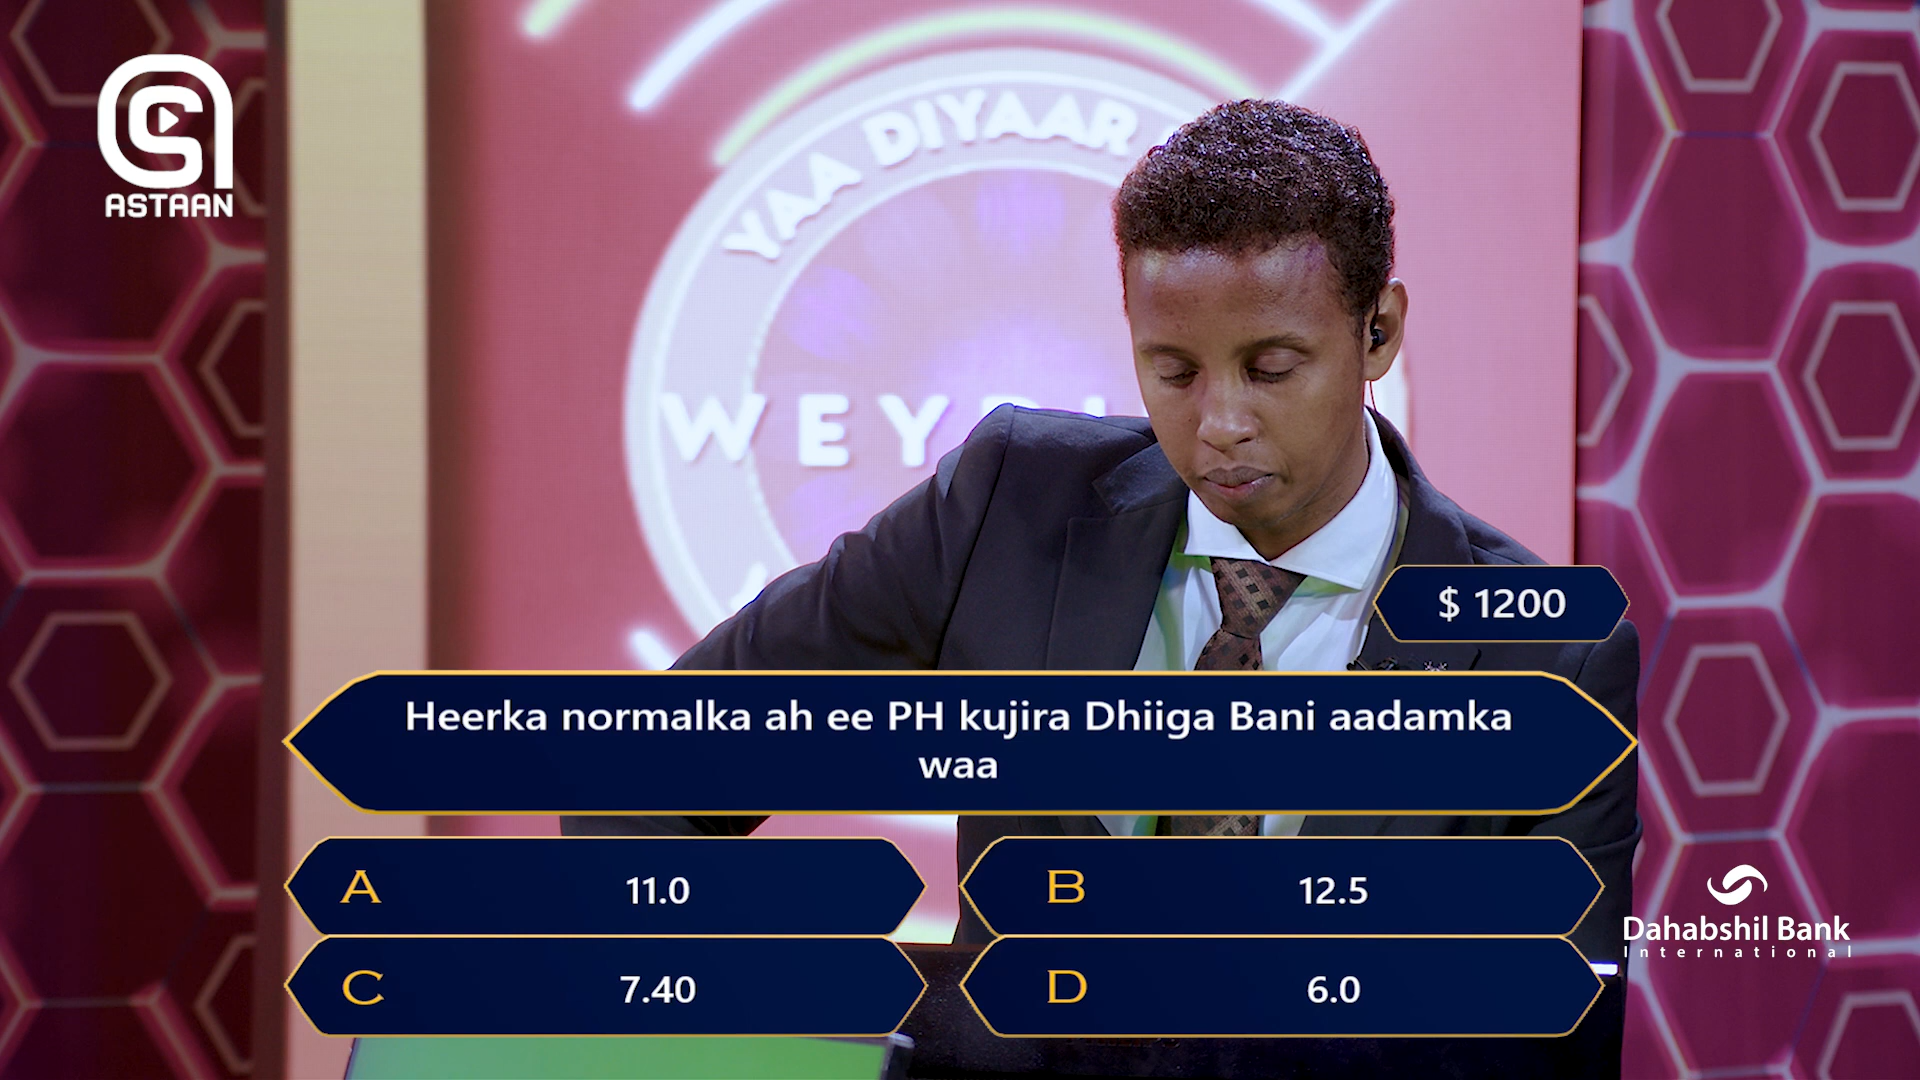 ASTAAN
YAA DIYAAR
WEY
$ 1200
Heerka normalka ah ee PH kujira Dhiiga Bani aadamka
waa
A 11.0
B 12.5
C 7.40
D 6.0
Dahabshil Bank
International